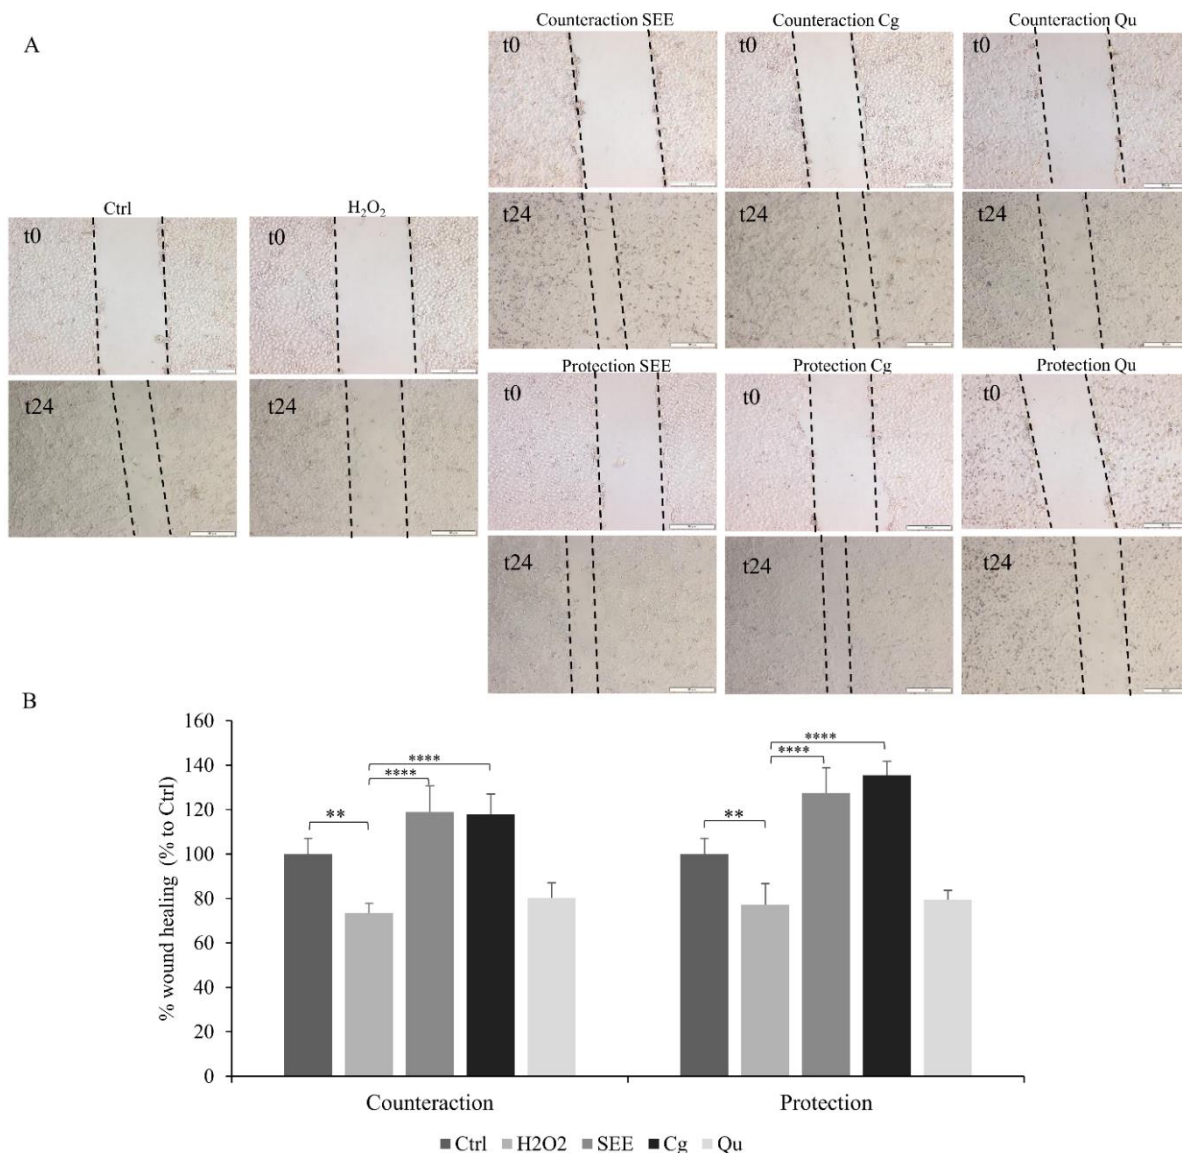 A
Counteraction SEE
Counteraction Cg
Counteraction Qu
t0
t0
t0
t24
t24
t24
Ctrl
H₂O₂
t0
t0
t24
t24
Protection SEE
Protection Cg
Protection Qu
t0
t0
t0
t24
t24
t24
B
% wound healing (% to Ctrl)
160
140
120
100
80
60
40
20
0
**
****
****
**
****
****
Counteraction
Protection
Ctrl H2O2 SEE Cg Qu